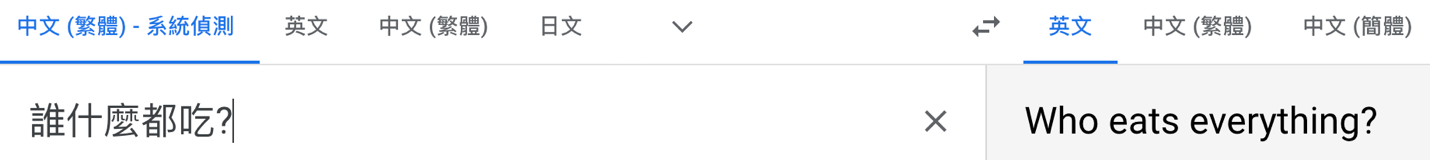 中文 (繁體) - 系統偵測 英文 中文 (繁體) 日文 英文 中文 (繁體) 中文 (簡體)
誰什麼都吃? Who eats everything?